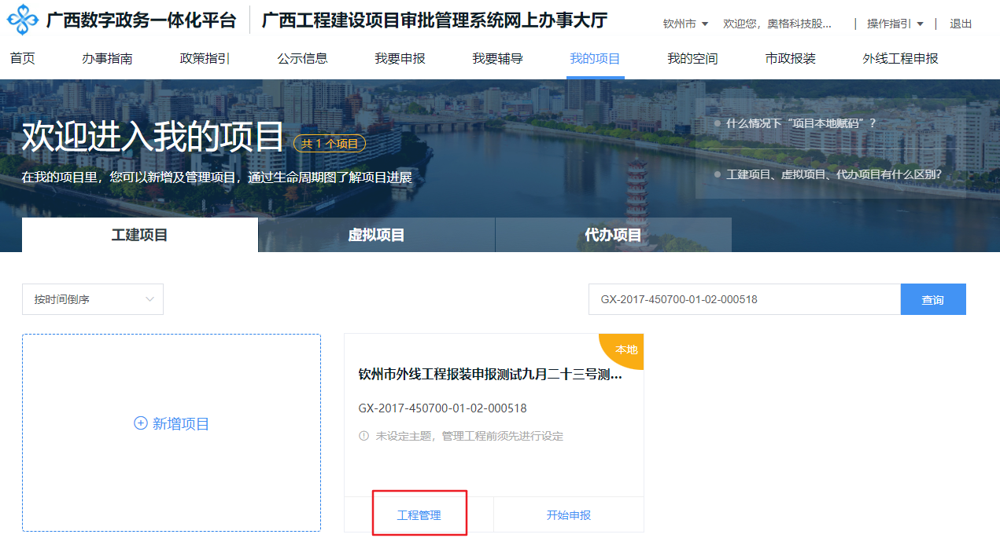 广西数字政务一体化平台 广西工程建设项目审批管理系统网上办事大厅 钦州市 欢迎您，奥格科技股... | 操作指引 | 退出
首页 办事指南 政策指引 公示信息 我要申报 我要辅导 我的项目 我的空间 市政报装 外线工程申报
欢迎进入我的项目 共 1 个项目
在我的项目里，您可以新增及管理项目，通过生命周期图了解项目进展
什么情况下“项目本地赋码”？
工建项目、虚拟项目、代办项目有什么区别？
工建项目 虚拟项目 代办项目
按时间倒序 GX-2017-450700-01-02-000518 查询
新增项目
本地
钦州市外线工程报装申报测试九月二十三号测...
GX-2017-450700-01-02-000518
未设定主题，管理工程前须先进行设定
工程管理 开始申报